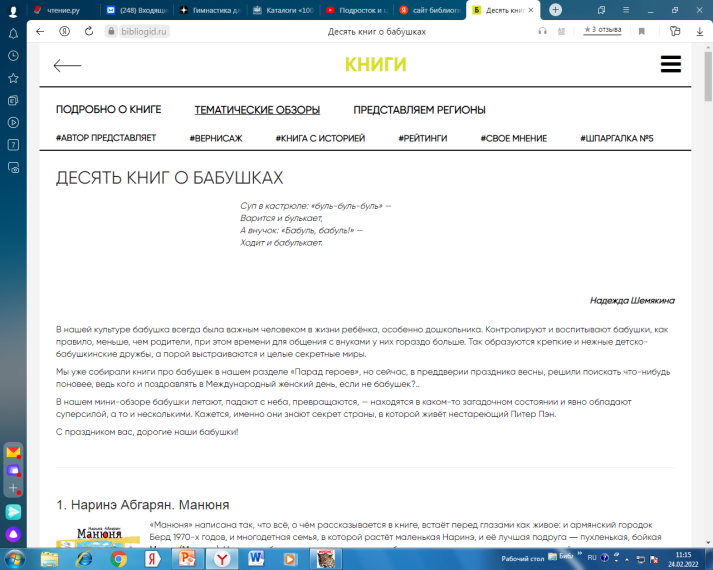 чтение.ру
(248) Входящие
Гимнастика дл
Каталоги «100
Подросток и ц
сайт библиоги
Десять книг
bibliogid.ru
Десять книг о бабушках
3 отзыва
7
КНИГИ
ПОДРОБНО О КНИГЕ ТЕМАТИЧЕСКИЕ ОБЗОРЫ ПРЕДСТАВЛЯЕМ РЕГИОНЫ
#АВТОР ПРЕДСТАВЛЯЕТ #ВЕРНИСАЖ #КНИГА С ИСТОРИЕЙ #РЕЙТИНГИ #СВОЕ МНЕНИЕ #ШПАРГАЛКА №5
ДЕСЯТЬ КНИГ О БАБУШКАХ
Суп в кастрюле: «буль-буль-буль» —
Варится и булькает,
А внучок: «Бабуль, бабуль!» —
Ходит и бабулькает.
Надежда Шемякина
В нашей культуре бабушка всегда была важным человеком в жизни ребёнка, особенно дошкольника. Контролируют и воспитывают бабушки, как
правило, меньше, чем родители, при этом времени для общения с внуками у них гораздо больше. Так образуются крепкие и нежные детско-
бабушкинские дружбы, а порой выстраиваются и целые секретные миры.
Мы уже собирали книги про бабушек в нашем разделе «Парад героев», но сейчас, в преддверии праздника весны, решили поискать что-нибудь
поновее, ведь кого и поздравлять в Международный женский день, если не бабушек?..
В нашем мини-обзоре бабушки летают, падают с неба, превращаются, — находятся в каком-то загадочном состоянии и явно обладают
суперсилой, а то и несколькими. Кажется, именно они знают секрет страны, в которой живёт нестареющий Питер Пэн.
С праздником вас, дорогие наши бабушки!
1. Наринэ Абгарян. Манюня
Наринэ Абгарян
Манюня
«Манюня» написана так, что всё, о чём рассказывается в книге, встаёт перед глазами как живое: и армянский городок
Берд 1970-х годов, и многодетная семья, в которой растёт маленькая Наринэ, и её лучшая подруга — пухленькая, бойкая
Рабочий стол
Библ
RU
11:15
24.02.2022